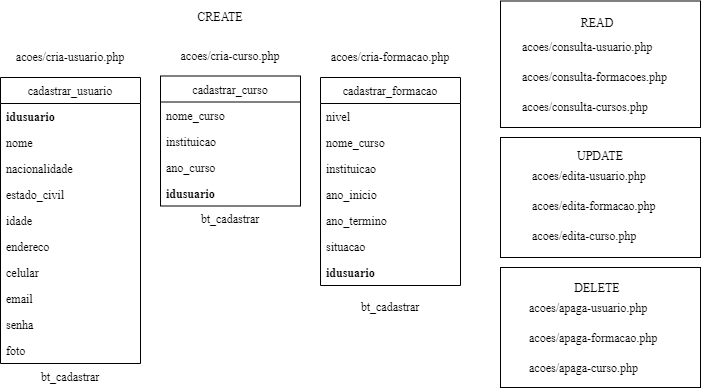 CREATE
acoes/cria-usuario.php
cadastrar_usuario
idusuario
nome
nacionalidade
estado_civil
idade
endereco
celular
email
senha
foto
bt_cadastrar
acoes/cria-curso.php
cadastrar_curso
nome_curso
instituicao
ano_curso
idusuario
bt_cadastrar
acoes/cria-formacao.php
cadastrar_formacao
nivel
nome_curso
instituicao
ano_inicio
ano_termino
situacao
idusuario
bt_cadastrar
READ
acoes/consulta-usuario.php
acoes/consulta-formacoes.php
acoes/consulta-cursos.php
UPDATE
acoes/edita-usuario.php
acoes/edita-formacao.php
acoes/edita-curso.php
DELETE
acoes/apaga-usuario.php
acoes/apaga-formacao.php
acoes/apaga-curso.php